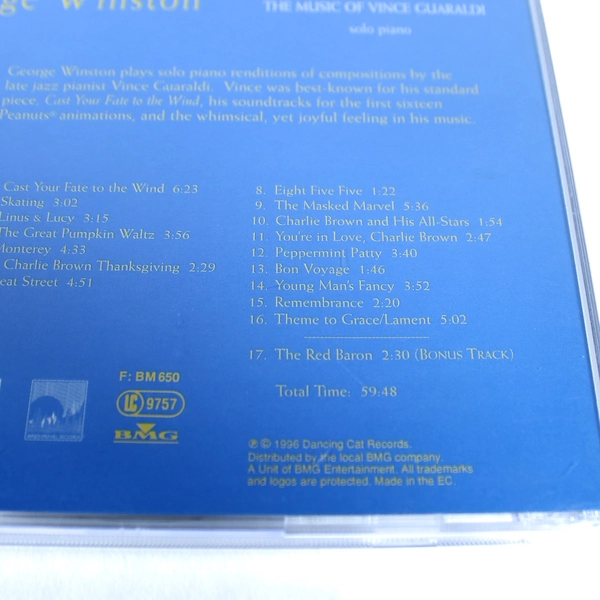 ge Winston
THE MUSIC OF VINCE GUARALDI
solo piano
George Winston plays solo piano renditions of compositions by the
late jazz pianist Vince Guaraldi. Vince was best-known for his standard
piece, Cast Your Fate to the Wind, his soundtracks for the first sixteen
Peanuts® animations, and the whimsical, yet joyful feeling in his music.
Cast Your Fate to the Wind 6:23
Skating 3:02
Linus & Lucy 3:15
The Great Pumpkin Waltz 3:56
Monterey 4:33
Charlie Brown Thanksgiving 2:29
eat Street 4:51
8. Eight Five Five 1:22
9. The Masked Marvel 5:36
10. Charlie Brown and His All-Stars 1:54
11. You're in Love, Charlie Brown 2:47
12. Peppermint Patty 3:40
13. Bon Voyage 1:46
14. Young Man's Fancy 3:52
15. Remembrance 2:20
16. Theme to Grace/Lament 5:02
17. The Red Baron 2:30 (BONUS TRACK)
Total Time: 59:48
F: BM 650
LC 9757
BMG
℗ © 1996 Dancing Cat Records.
Distributed by the local BMG company.
A Unit of BMG Entertainment. All trademarks
and logos are protected. Made in the EC.